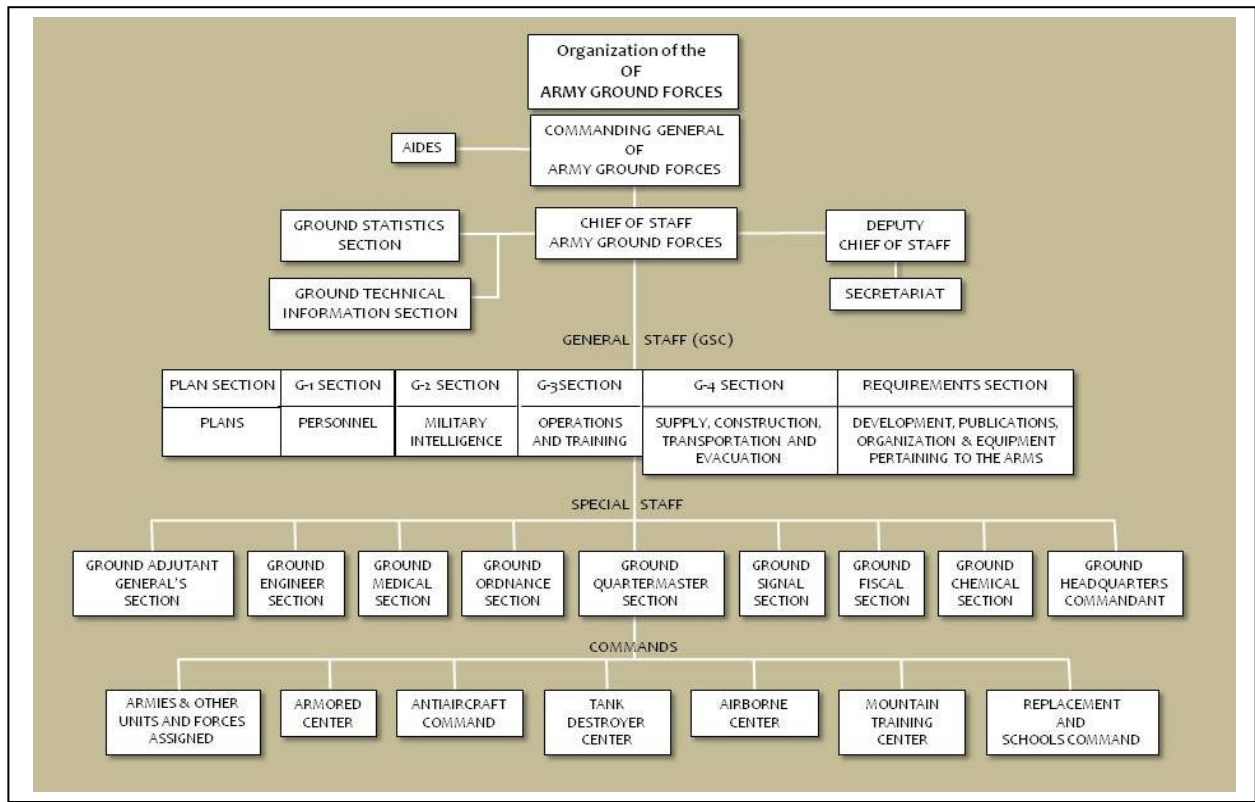 Organization of the
OF
ARMY GROUND FORCES
COMMANDING GENERAL
OF
ARMY GROUND FORCES
AIDES
GROUND STATISTICS
SECTION
CHIEF OF STAFF
ARMY GROUND FORCES
DEPUTY
CHIEF OF STAFF
GROUND TECHNICAL
INFORMATION SECTION
SECRETARIAT
GENERAL STAFF (GSC)
PLAN SECTION
PLANS
G-1 SECTION
PERSONNEL
G-2 SECTION
MILITARY
INTELLIGENCE
G-3SECTION
OPERATIONS
AND TRAINING
G-4 SECTION
SUPPLY, CONSTRUCTION,
TRANSPORTATION AND
EVACUATION
REQUIREMENTS SECTION
DEVELOPMENT, PUBLICATIONS,
ORGANIZATION & EQUIPMENT
PERTAINING TO THE ARMS
SPECIAL STAFF
GROUND ADJUTANT
GENERAL'S
SECTION
GROUND
ENGINEER
SECTION
GROUND
MEDICAL
SECTION
GROUND
ORDNANCE
SECTION
GROUND
QUARTERMASTER
SECTION
GROUND
SIGNAL
SECTION
GROUND
FISCAL
SECTION
GROUND
CHEMICAL
SECTION
GROUND
HEADQUARTERS
COMMANDANT
COMMANDS
ARMIES & OTHER
UNITS AND FORCES
ASSIGNED
ARMORED
CENTER
ANTIAIRCRAFT
COMMAND
TANK
DESTROYER
CENTER
AIRBORNE
CENTER
MOUNTAIN
TRAINING
CENTER
REPLACEMENT
AND
SCHOOLS COMMAND